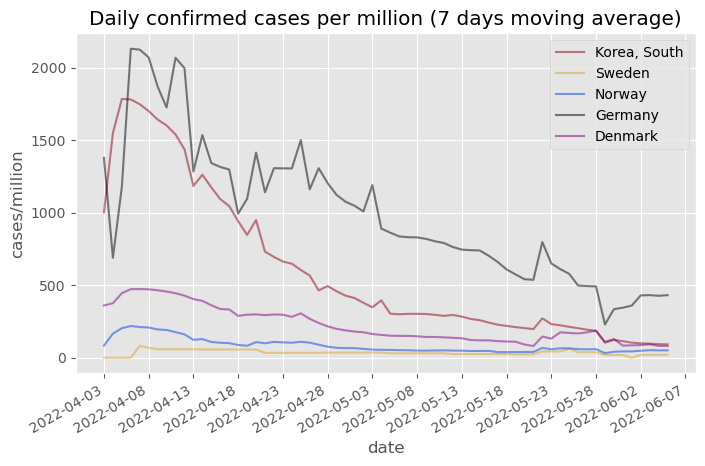 Daily confirmed cases per million (7 days moving average)
Korea, South
Sweden
Norway
Germany
Denmark
2000
1500
1000
500
0
cases/million
2022-04-03
2022-04-08
2022-04-13
2022-04-18
2022-04-23
2022-04-28
2022-05-03
2022-05-08
2022-05-13
2022-05-18
2022-05-23
2022-05-28
2022-06-02
2022-06-07
date